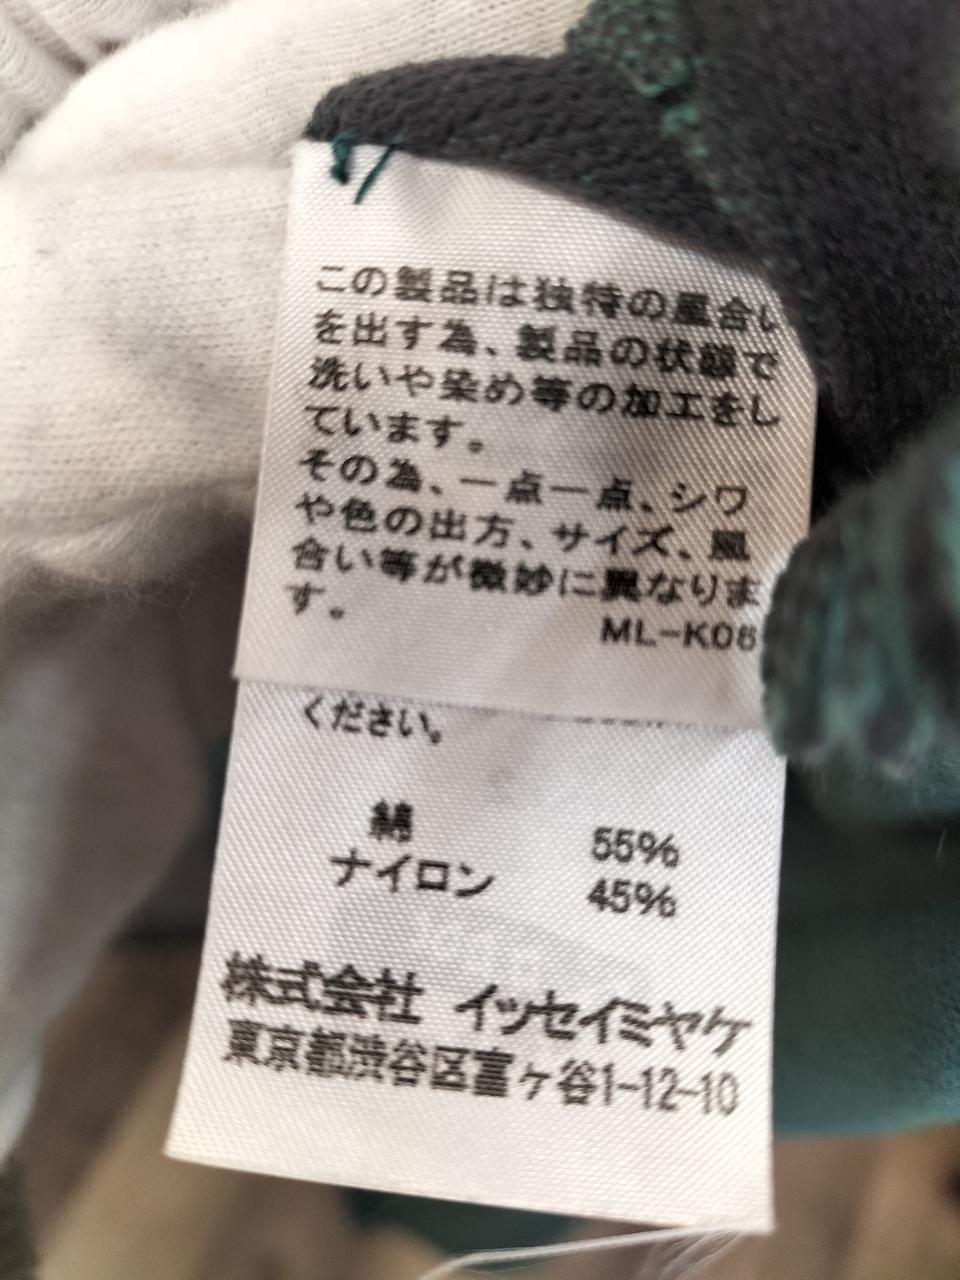 この製品は独特の風合い
を出す為、製品の状態で
洗いや染め等の加工をし
ています。
その為、一点一点、シワ
や色の出方、サイズ、風
合い等が微妙に異なりま
す。
ML-K08
ください。
綿 55%
ナイロン 45%
株式会社 イッセイミヤケ
東京都渋谷区富ヶ谷1-12-10